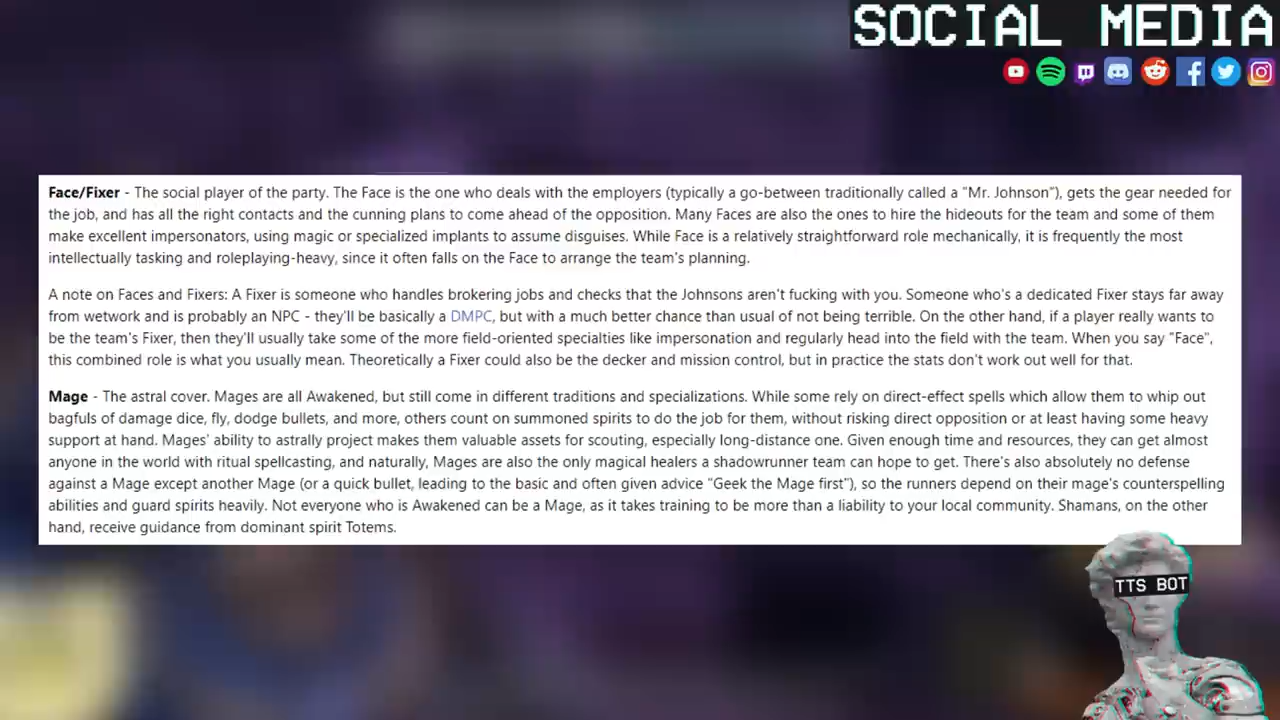 SOCIAL MEDIA
Face/Fixer - The social player of the party. The Face is the one who deals with the employers (typically a go-between traditionally called a "Mr. Johnson"), gets the gear needed for
the job, and has all the right contacts and the cunning plans to come ahead of the opposition. Many Faces are also the ones to hire the hideouts for the team and some of them
make excellent impersonators, using magic or specialized implants to assume disguises. While Face is a relatively straightforward role mechanically, it is frequently the most
intellectually tasking and roleplaying-heavy, since it often falls on the Face to arrange the team's planning.
A note on Faces and Fixers: A Fixer is someone who handles brokering jobs and checks that the Johnsons aren't fucking with you. Someone who's a dedicated Fixer stays far away
from wetwork and is probably an NPC - they'll be basically a DMPC, but with a much better chance than usual of not being terrible. On the other hand, if a player really wants to
be the team's Fixer, then they'll usually take some of the more field-oriented specialties like impersonation and regularly head into the field with the team. When you say "Face",
this combined role is what you usually mean. Theoretically a Fixer could also be the decker and mission control, but in practice the stats don't work out well for that.
Mage - The astral cover. Mages are all Awakened, but still come in different traditions and specializations. While some rely on direct-effect spells which allow them to whip out
bagfuls of damage dice, fly, dodge bullets, and more, others count on summoned spirits to do the job for them, without risking direct opposition or at least having some heavy
support at hand. Mages' ability to astrally project makes them valuable assets for scouting, especially long-distance one. Given enough time and resources, they can get almost
anyone in the world with ritual spellcasting, and naturally, Mages are also the only magical healers a shadowrunner team can hope to get. There's also absolutely no defense
against a Mage except another Mage (or a quick bullet, leading to the basic and often given advice "Geek the Mage first"), so the runners depend on their mage's counterspelling
abilities and guard spirits heavily. Not everyone who is Awakened can be a Mage, as it takes training to be more than a liability to your local community. Shamans, on the other
hand, receive guidance from dominant spirit Totems.
TTS BOT